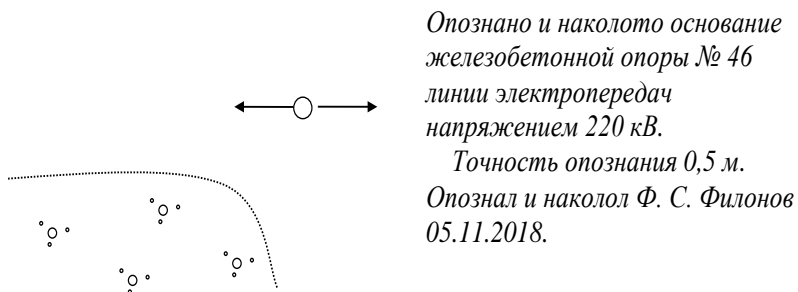 Опознано и наколото основание
железобетонной опоры № 46
линии электропередач
напряжением 220 кВ.
Точность опознания 0,5 м.
Опознал и наколол Ф. С. Филонов
05.11.2018.